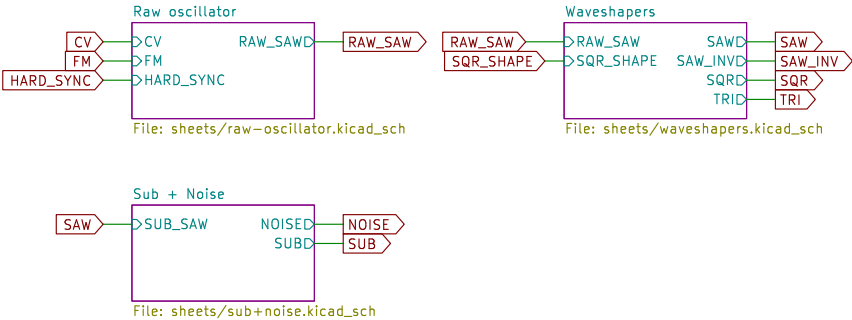 Raw oscillator
CV CV RAW_SAW RAW_SAW
FM FM
HARD_SYNC HARD_SYNC
File: sheets/raw-oscillator.kicad_sch
Waveshapers
RAW_SAW RAW_SAW SAW SAW
SQR_SHAPE SQR_SHAPE SAW_INV SAW_INV
SQR SQR
TRI TRI
File: sheets/waveshapers.kicad_sch
Sub + Noise
SAW SUB_SAW NOISE NOISE
SUB SUB
File: sheets/sub+noise.kicad_sch